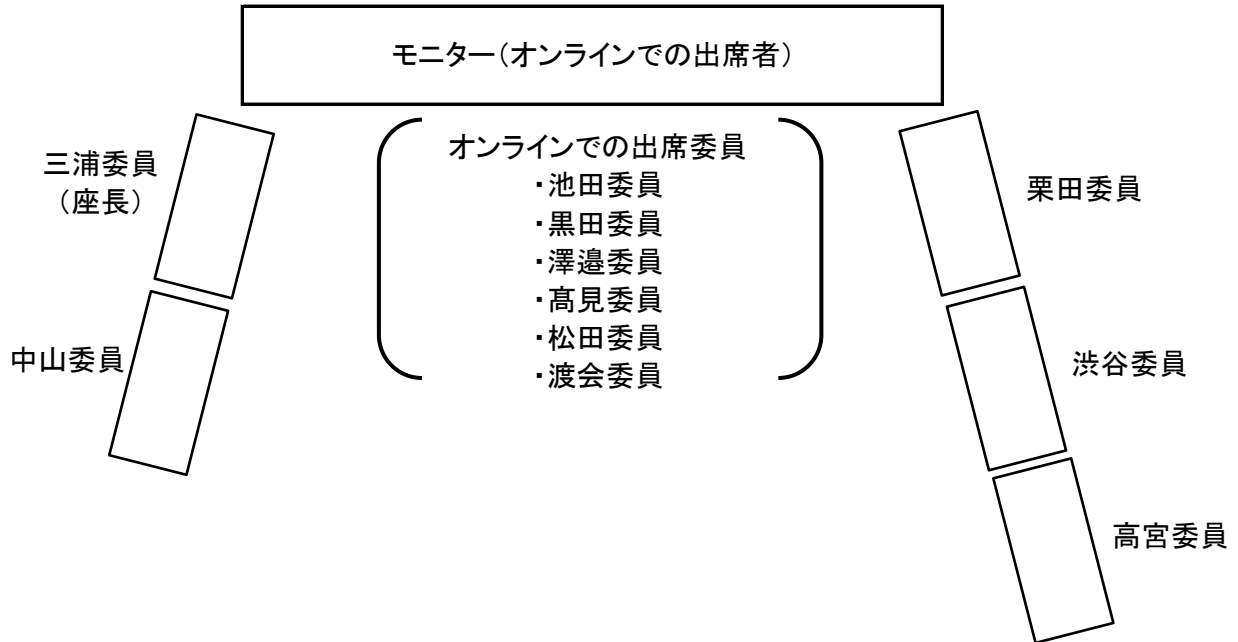 モニター(オンラインでの出席者)
三浦委員
(座長)
中山委員
オンラインでの出席委員
・池田委員
・黒田委員
・澤邉委員
・髙見委員
・松田委員
・渡会委員
栗田委員
渋谷委員
高宮委員